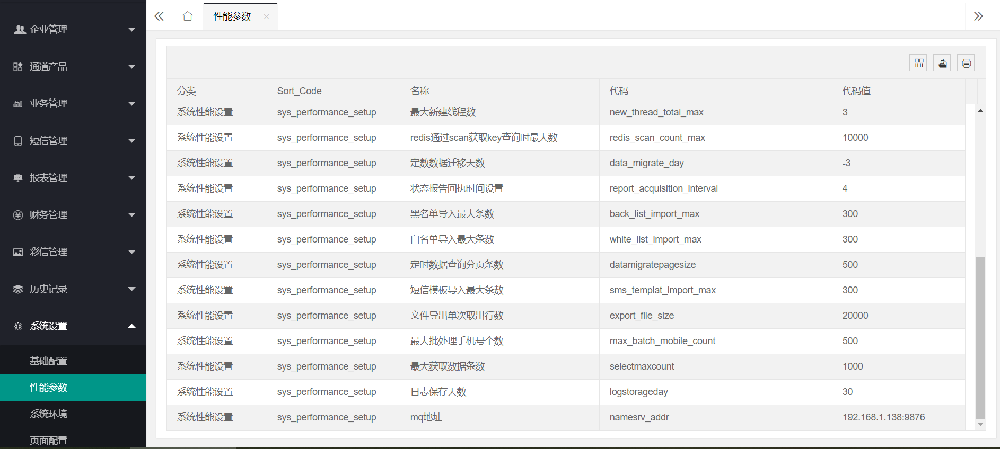 企业管理
通道产品
业务管理
短信管理
报表管理
财务管理
彩信管理
历史记录
系统设置
基础配置
性能参数
系统环境
页面配置
性能参数
分类 Sort_Code 名称 代码 代码值
系统性能设置 sys_performance_setup 最大新建线程数 new_thread_total_max 3
系统性能设置 sys_performance_setup redis通过scan获取key查询时最大数 redis_scan_count_max 10000
系统性能设置 sys_performance_setup 定数数据迁移天数 data_migrate_day -3
系统性能设置 sys_performance_setup 状态报告回执时间设置 report_acquisition_interval 4
系统性能设置 sys_performance_setup 黑名单导入最大条数 back_list_import_max 300
系统性能设置 sys_performance_setup 白名单导入最大条数 white_list_import_max 300
系统性能设置 sys_performance_setup 定时数据查询分页条数 datamigratepagesize 500
系统性能设置 sys_performance_setup 短信模板导入最大条数 sms_templat_import_max 300
系统性能设置 sys_performance_setup 文件导出单次取出行数 export_file_size 20000
系统性能设置 sys_performance_setup 最大批处理手机号个数 max_batch_mobile_count 500
系统性能设置 sys_performance_setup 最大获取数据条数 selectmaxcount 1000
系统性能设置 sys_performance_setup 日志保存天数 logstorageday 30
系统性能设置 sys_performance_setup mq地址 namesrv_addr 192.168.1.138:9876